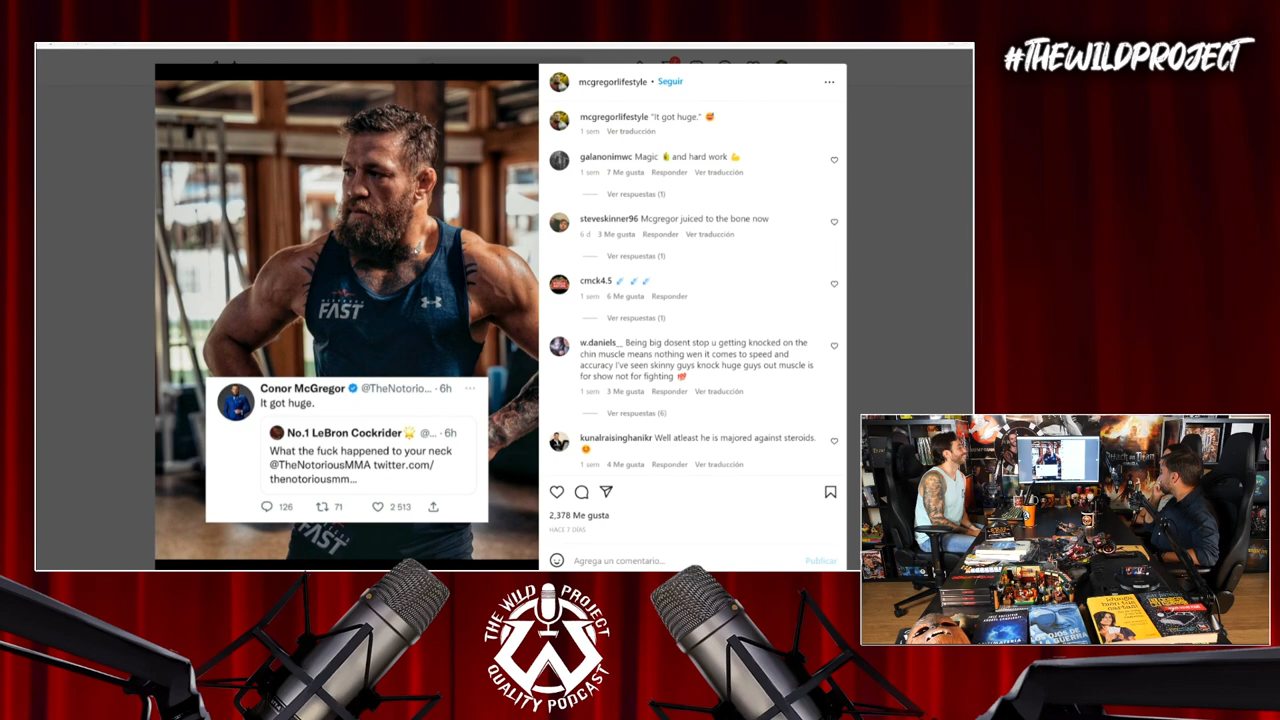 #THEWILDPROJECT
mcgregorlifestyle • Seguir
mcgregorlifestyle "It got huge." 🥰
1 sem Ver traducción
galanonimwc Magic and hard work 💪
1 sem 7 Me gusta Responder Ver traducción
Ver respuestas (1)
steveskinner96 Mcgregor juiced to the bone now
6 d 3 Me gusta Responder Ver traducción
Ver respuestas (1)
cmck4.5
1 sem 6 Me gusta Responder
Ver respuestas (1)
w.daniels__ Being big dosent stop u getting knocked on the
chin muscle means nothing wen it comes to speed and
accuracy I've seen skinny guys knock huge guys out muscle is
for show not for fighting 💯
1 sem 3 Me gusta Responder Ver traducción
Ver respuestas (6)
kunalraisinghanikr Well atleast he is majored against steroids.
1 sem 4 Me gusta Responder Ver traducción
2,378 Me gusta
HACE 7 DÍAS
Agrega un comentario...
Publicar
FAST
Conor McGregor @TheNotorio... · 6h
It got huge.
No.1 LeBron Cockrider🌟 @... · 6h
What the fuck happened to your neck
@TheNotoriousMMA twitter.com/
thenotoriousmm...
126 71 2 513
FAST
THE WILD PROJECT
QUALITY PODCAST